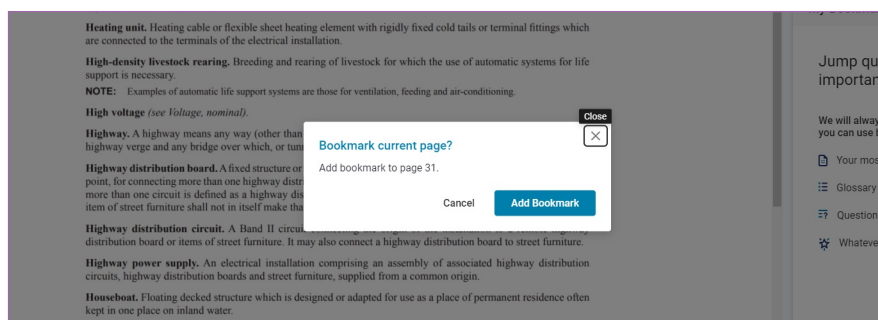 Heating unit. Heating cable or flexible sheet heating element with rigidly fixed cold tails or terminal fittings which
are connected to the terminals of the electrical installation.
High-density livestock rearing. Breeding and rearing of livestock for which the use of automatic systems for life
support is necessary.
NOTE: Examples of automatic life support systems are those for ventilation, feeding and air-conditioning.
High voltage (see Voltage, nominal).
Highway. A highway means any way (other than
highway verge and any bridge over which, or tunn
Highway distribution board. A fixed structure or
point, for connecting more than one highway distr
more than one circuit is defined as a highway dis
item of street furniture shall not in itself make tha
Close
Bookmark current page?
Add bookmark to page 31.
Cancel
Add Bookmark
Highway distribution circuit. A Band II circuit
distribution board or items of street furniture. It may also connect a highway distribution board to street furniture.
Highway power supply. An electrical installation comprising an assembly of associated highway distribution
circuits, highway distribution boards and street furniture, supplied from a common origin.
Houseboat. Floating decked structure which is designed or adapted for use as a place of permanent residence often
kept in one place on inland water.
Jump qu
importan
We will alway
you can use b
Your mos
Glossary
Question
Whateve